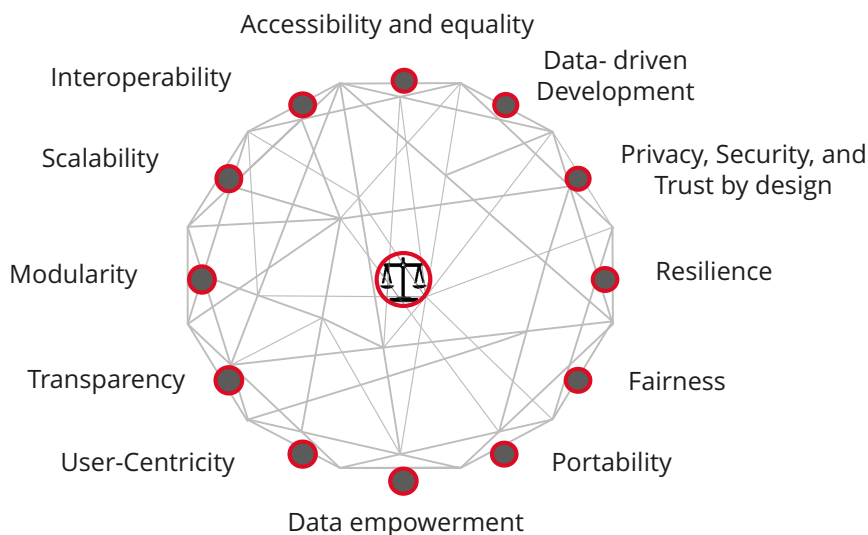 Accessibility and equality
Interoperability
Data- driven
Development
Scalability
Privacy, Security, and
Trust by design
Modularity
Resilience
Transparency
Fairness
User-Centricity
Portability
Data empowerment